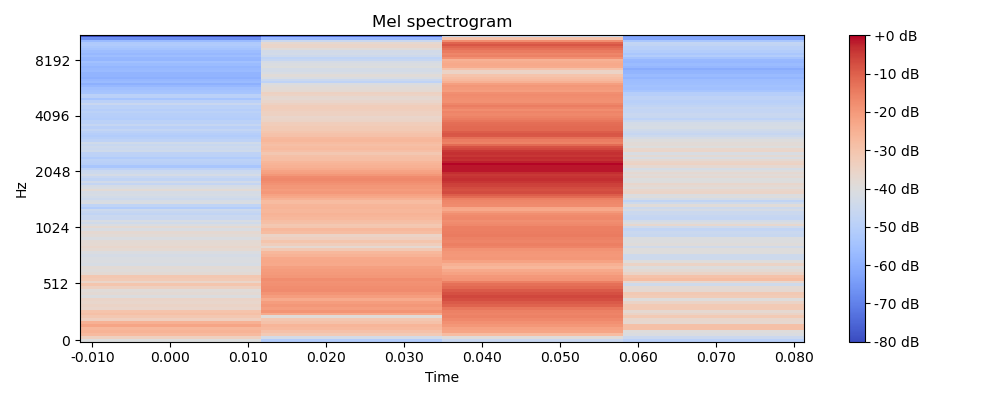 Mel spectrogram
Hz
8192
4096
2048
1024
512
0
-0.010 0.000 0.010 0.020 0.030 0.040 0.050 0.060 0.070 0.080
Time
+0 dB
-10 dB
-20 dB
-30 dB
-40 dB
-50 dB
-60 dB
-70 dB
-80 dB